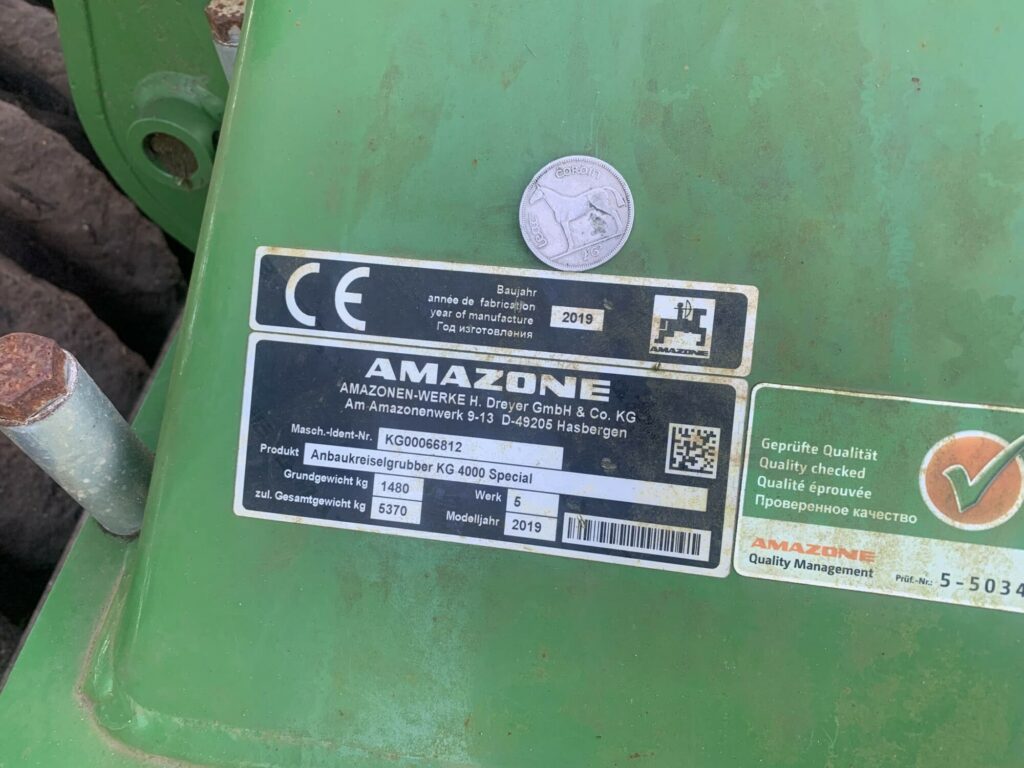 CE
Baujahr
année de fabrication
year of manufacture
Год изготовления
2019
AMAZONE
AMAZONE
AMAZONEN-WERKE H. Dreyer GmbH & Co. KG
Am Amazonenwerk 9-13 D-49205 Hasbergen
Masch.-Ident-Nr. KG00066812
Produkt Anbaukreiselgrubber KG 4000 Special
Grundgewicht kg 1480 Werk 5
zul. Gesamtgewicht kg 5370 Modelljahr 2019
Geprüfte Qualität
Quality checked
Qualité éprouvée
Проверенное качество
AMAZONE
Quality Management Prüf.-Nr.: 5-5034